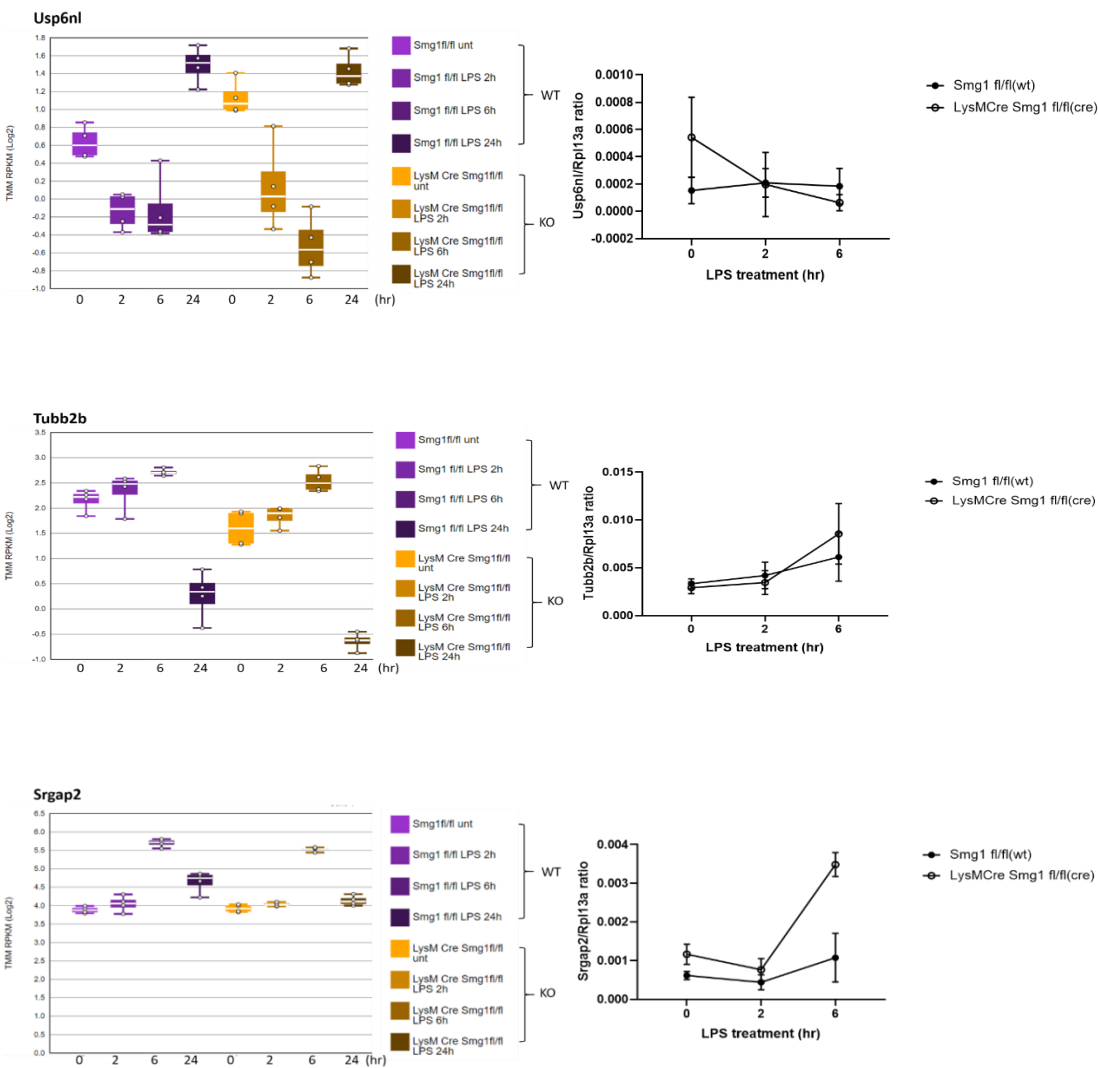 Usp6nl
TMM RPKM (Log2)
1.8
1.6
1.4
1.2
1.0
0.8
0.6
0.4
0.2
0.0
-0.2
-0.4
-0.6
-0.8
-1.0
0 2 6 24 0 2 6 24 (hr)
Smg1fl/fl unt
Smg1 fl/fl LPS 2h
Smg1 fl/fl LPS 6h
Smg1 fl/fl LPS 24h
WT
LysM Cre Smg1fl/fl
unt
LysM Cre Smg1fl/fl
LPS 2h
LysM Cre Smg1fl/fl
LPS 6h
LysM Cre Smg1fl/fl
LPS 24h
KO
Usp6nl/Rpl13a ratio
0.0010
0.0008
0.0006
0.0004
0.0002
0.0000
-0.0002
0 2 6
LPS treatment (hr)
Smg1 fl/fl(wt)
LysMCre Smg1 fl/fl(cre)
Tubb2b
TMM RPKM (Log2)
3.5
3.0
2.5
2.0
1.5
1.0
0.5
0.0
-0.5
-1.0
0 2 6 24 0 2 6 24 (hr)
Smg1fl/fl unt
Smg1 fl/fl LPS 2h
Smg1 fl/fl LPS 6h
Smg1 fl/fl LPS 24h
WT
LysM Cre Smg1fl/fl
unt
LysM Cre Smg1fl/fl
LPS 2h
LysM Cre Smg1fl/fl
LPS 6h
LysM Cre Smg1fl/fl
LPS 24h
KO
Tubb2b/Rpl13a ratio
0.015
0.010
0.005
0.000
0 2 6
LPS treatment (hr)
Smg1 fl/fl(wt)
LysMCre Smg1 fl/fl(cre)
Srgap2
TMM RPKM (Log2)
6.5
6.0
5.5
5.0
4.5
4.0
3.5
3.0
2.5
2.0
1.5
1.0
0.5
0.0
0 2 6 24 0 2 6 24 (hr)
Smg1fl/fl unt
Smg1 fl/fl LPS 2h
Smg1 fl/fl LPS 6h
Smg1 fl/fl LPS 24h
WT
LysM Cre Smg1fl/fl
unt
LysM Cre Smg1fl/fl
LPS 2h
LysM Cre Smg1fl/fl
LPS 6h
LysM Cre Smg1fl/fl
LPS 24h
KO
Srgap2/Rpl13a ratio
0.004
0.003
0.002
0.001
0.000
0 2 6
LPS treatment (hr)
Smg1 fl/fl(wt)
LysMCre Smg1 fl/fl(cre)